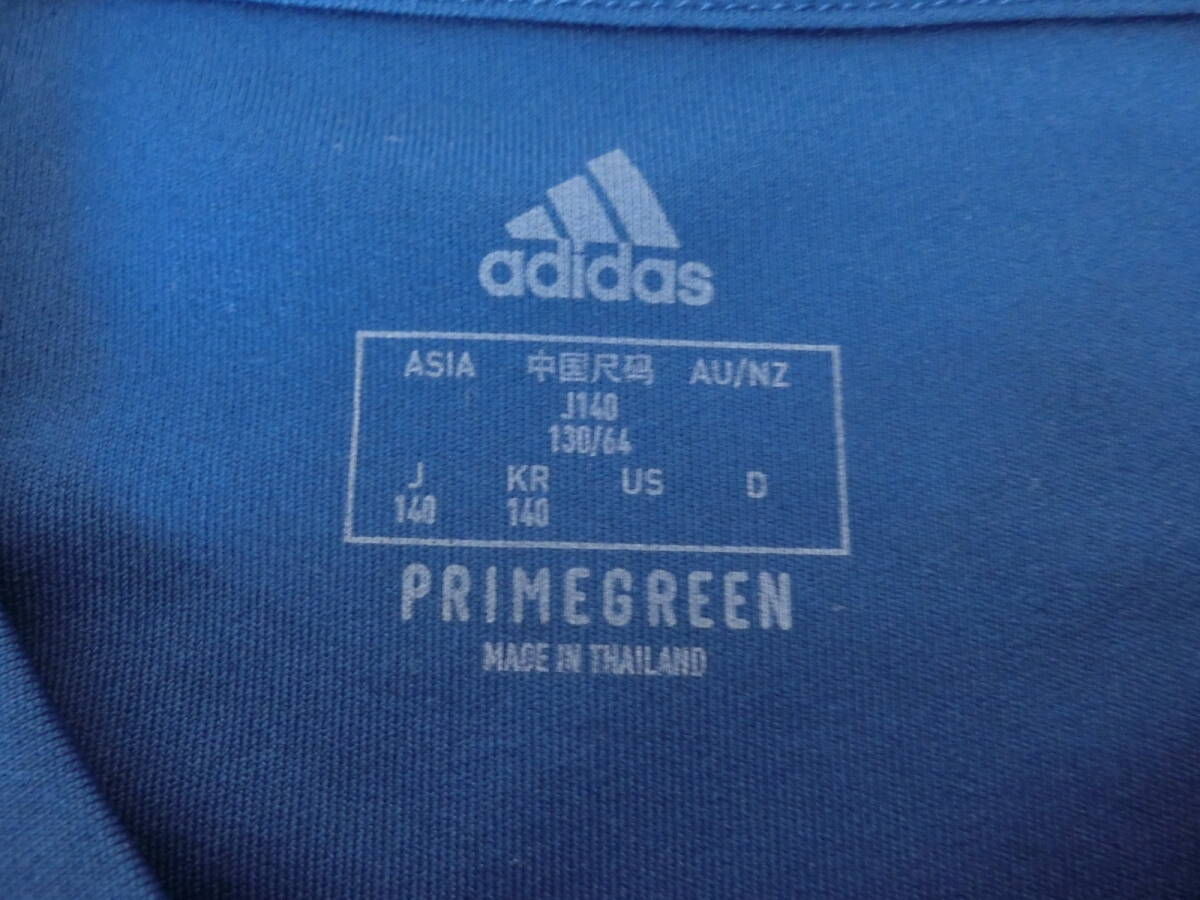 adidas
ASIA 中国尺码 AU/NZ
J140
130/64
J KR US D
140 140
PRIMEGREEN
MADE IN THAILAND